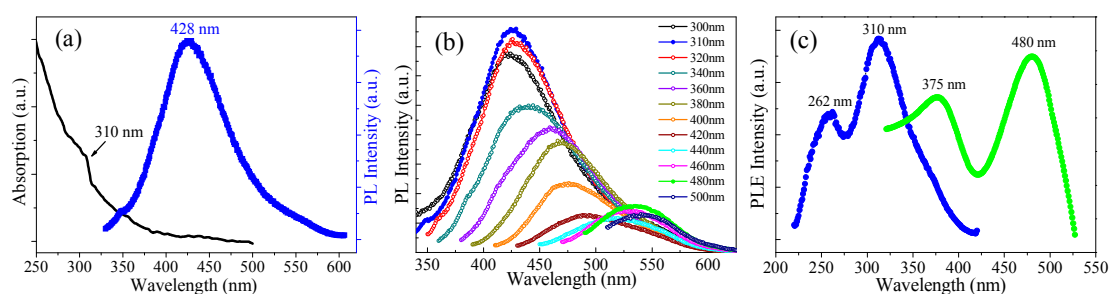 (a)
428 nm
310 nm
Absorption (a.u.)
PL Intensity (a.u.)
250 300 350 400 450 500 550 600
Wavelength (nm)
(b)
300nm
310nm
320nm
340nm
360nm
380nm
400nm
420nm
440nm
460nm
480nm
500nm
PL Intensity (a.u.)
350 400 450 500 550 600
Wavelength (nm)
(c)
310 nm
480 nm
375 nm
262 nm
PLE Intensity (a.u.)
200 250 300 350 400 450 500 550
Wavelength (nm)